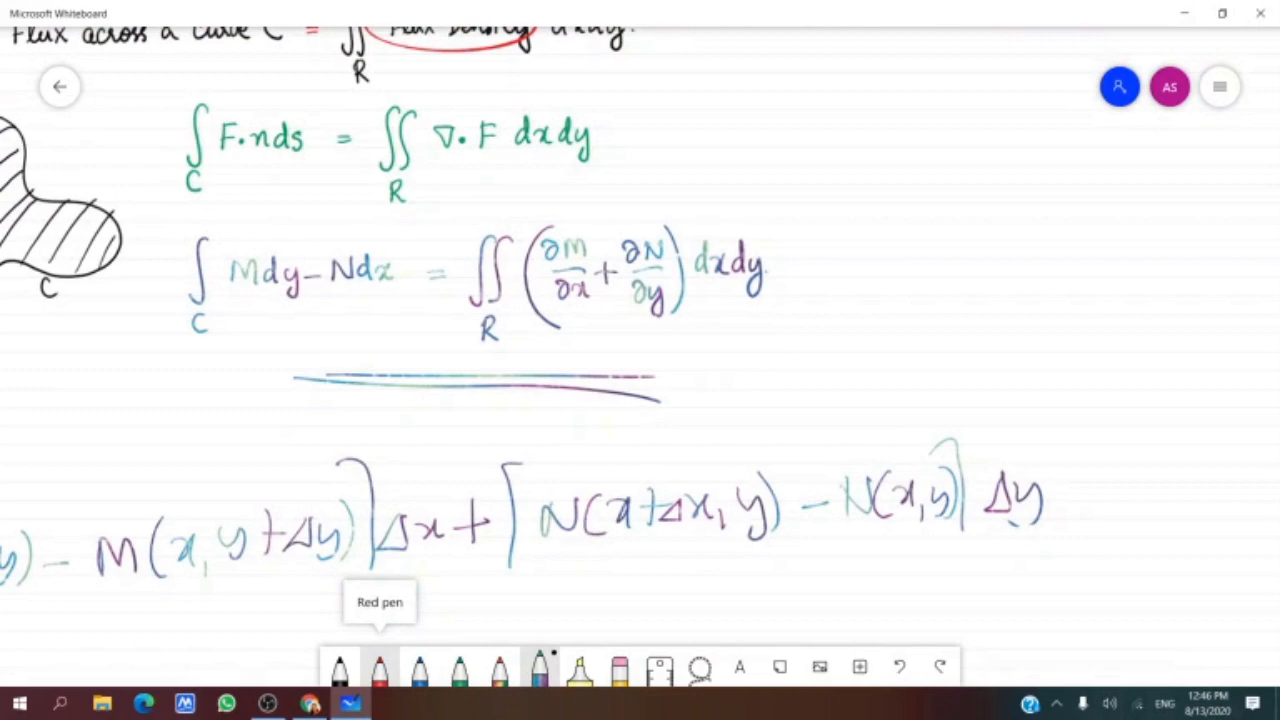 Microsoft Whiteboard
Flux across a curve C = ∬ Flux density dxdy.
R
AS
∫ F·nds = ∬ ∇·F dxdy
C R
∫ Mdy-Ndx = ∬ (∂M/∂x + ∂N/∂y) dxdy
C R
C
y) - M(x, y+Δy)]Δx + [N(x+Δx, y) - N(x,y)] Δy
Red pen
A
ENG
12:46 PM
8/13/2020